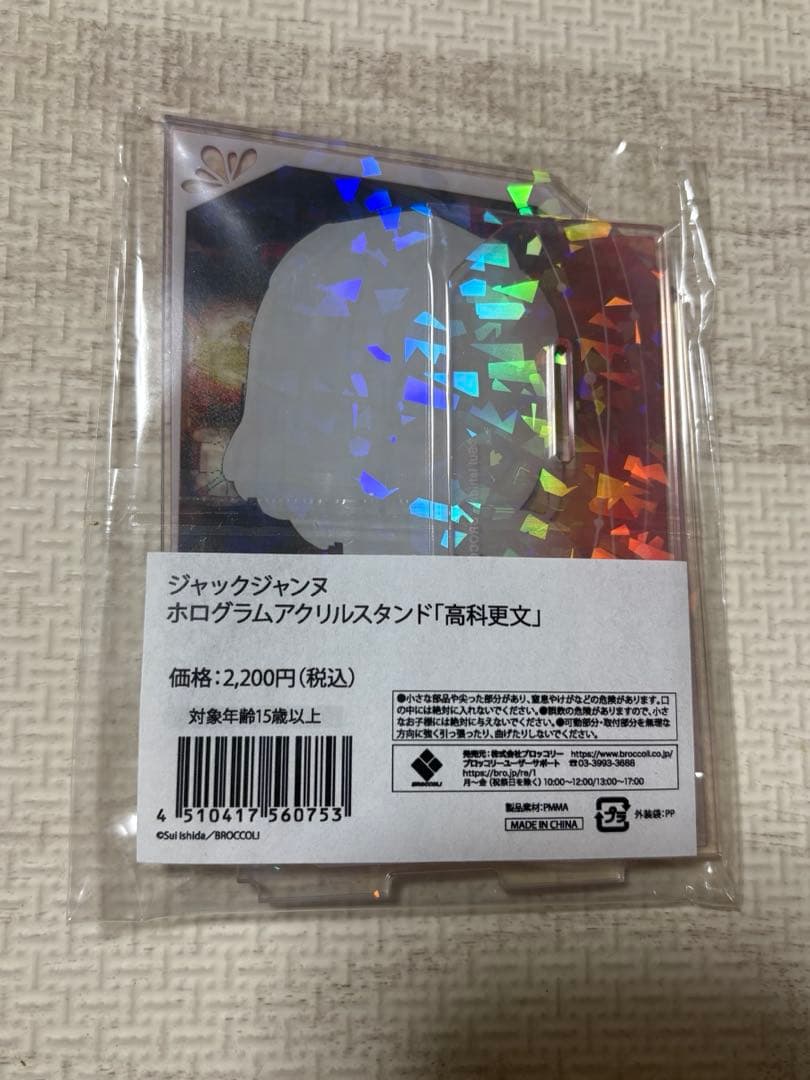 ジャックジャンヌ
ホログラムアクリルスタンド「高科更文」
価格:2,200円(税込)
対象年齢15歳以上
●小さな部品や尖った部分があり、窒息やけがなどの危険があります。口
の中には絶対に入れないでください。●誤飲の危険がありますので、小さ
なお子様には絶対に与えないでください。●可動部分・取付部分を無理な
方向に強く引っ張ったり、曲げたりしないでください。
BROCCOLI
発売元:株式会社ブロッコリー https://www.broccoli.co.jp/
ブロッコリーユーザーサポート ☎03-3993-3688
https://bro.jp/re/1
月~金(祝祭日を除く)10:00~12:00/13:00~17:00
4 510417 560753
©Sui Ishida/BROCCOLI
製品素材:PMMA
MADE IN CHINA
プラ
外装袋:PP